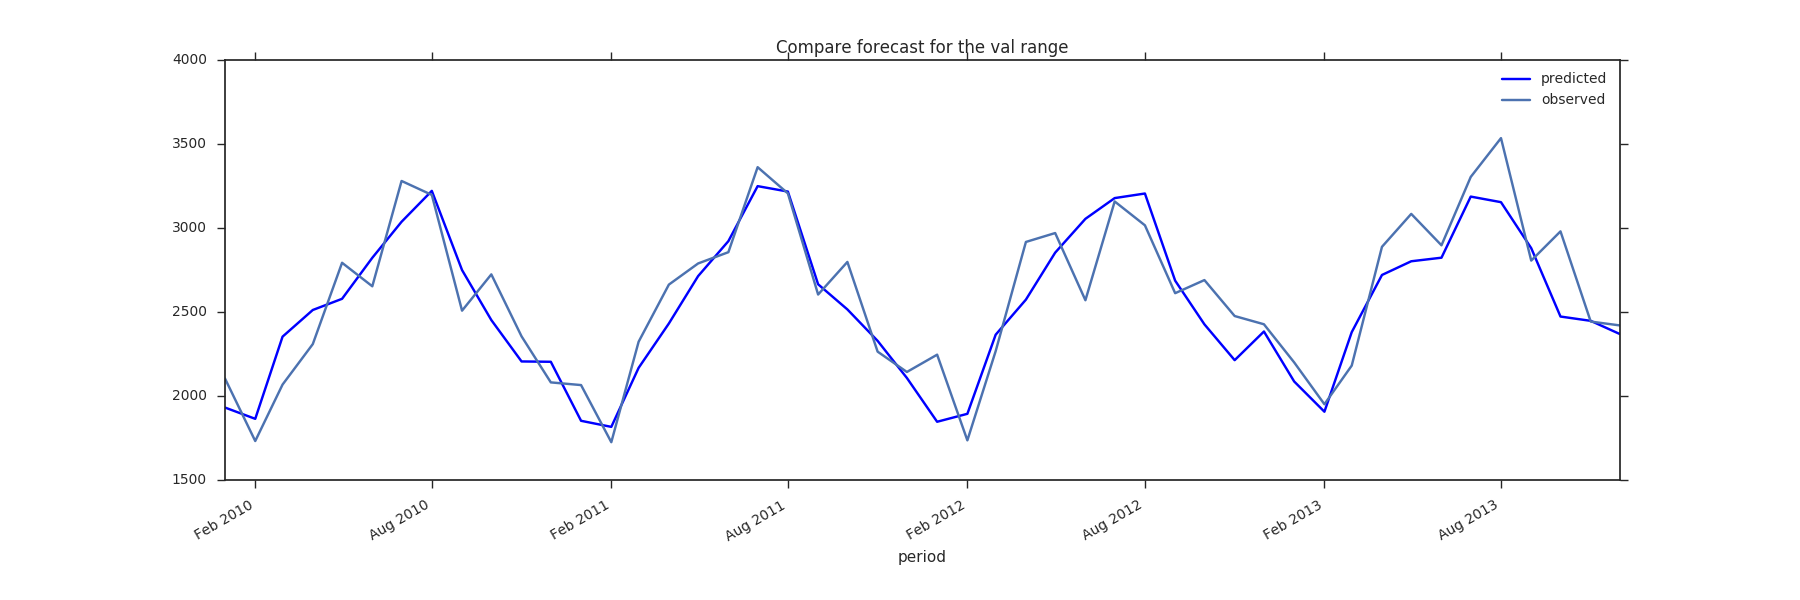 Compare forecast for the val range
4000
3500
3000
2500
2000
1500
predicted
observed
Feb 2010
Aug 2010
Feb 2011
Aug 2011
Feb 2012
Aug 2012
Feb 2013
Aug 2013
period